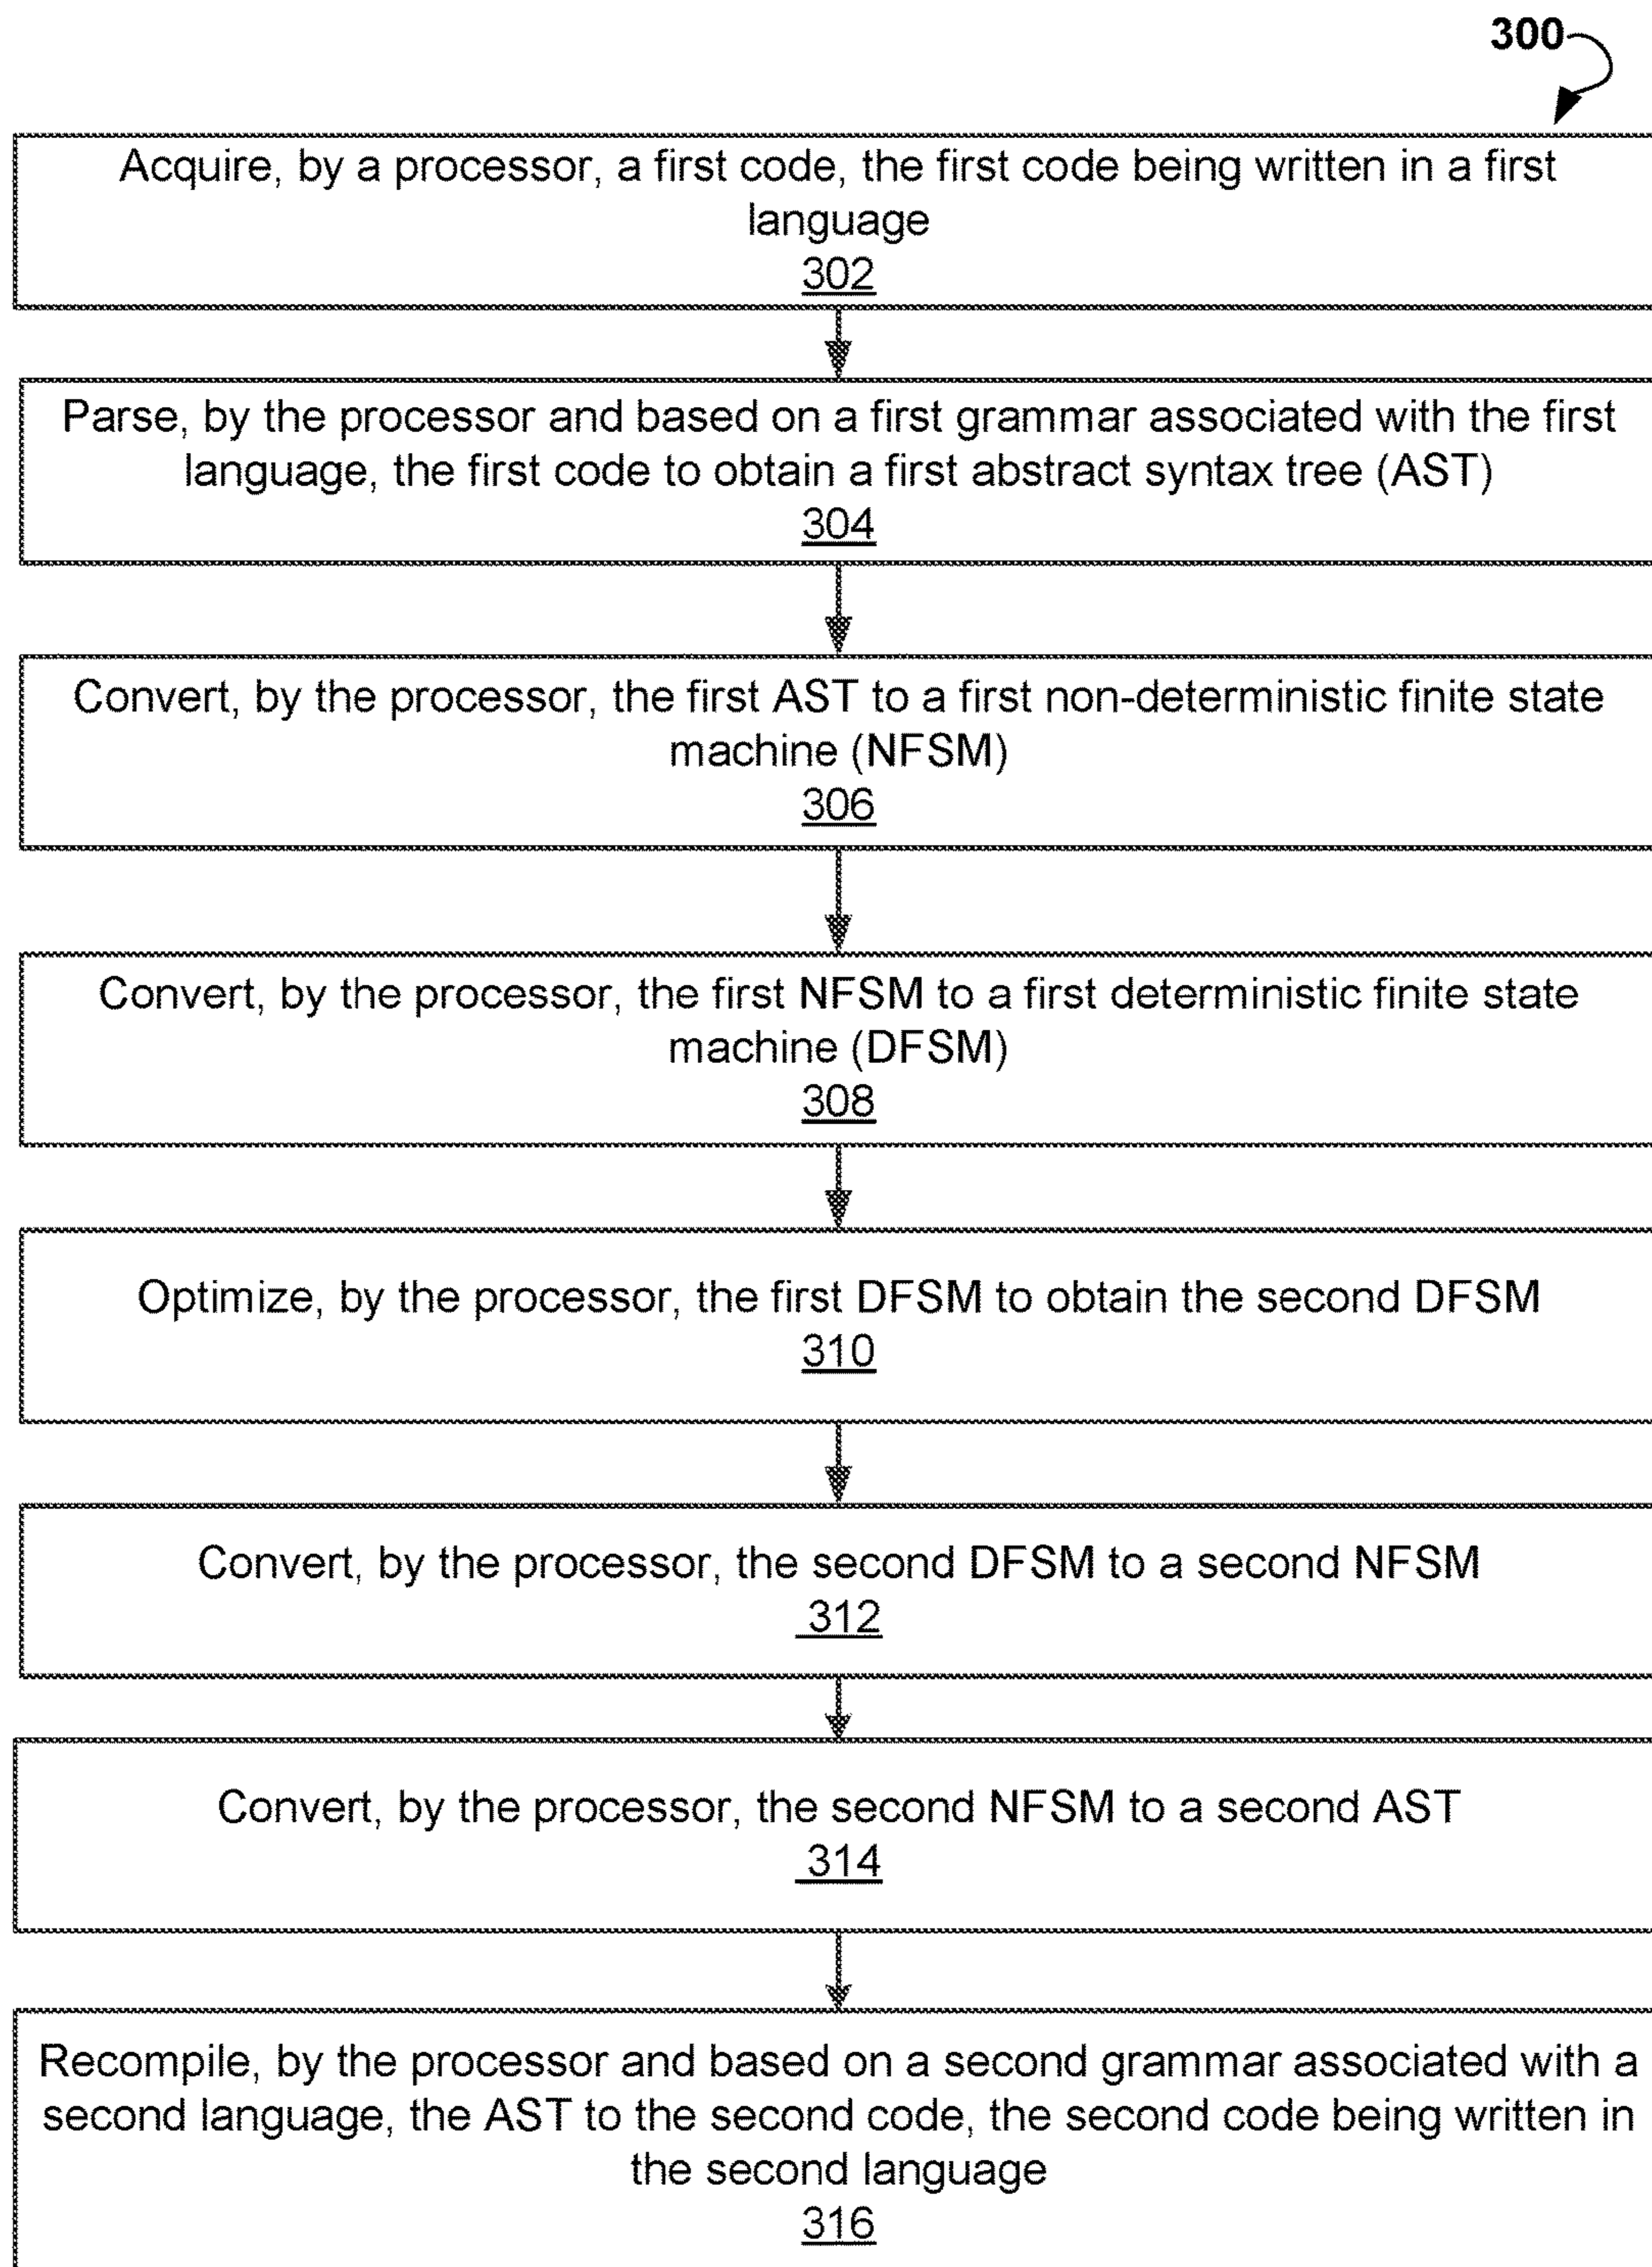 300
Acquire, by a processor, a first code, the first code being written in a first
language
302
Parse, by the processor and based on a first grammar associated with the first
language, the first code to obtain a first abstract syntax tree (AST)
304
Convert, by the processor, the first AST to a first non-deterministic finite state
machine (NFSM)
306
Convert, by the processor, the first NFSM to a first deterministic finite state
machine (DFSM)
308
Optimize, by the processor, the first DFSM to obtain the second DFSM
310
Convert, by the processor, the second DFSM to a second NFSM
312
Convert, by the processor, the second NFSM to a second AST
314
Recompile, by the processor and based on a second grammar associated with a
second language, the AST to the second code, the second code being written in
the second language
316